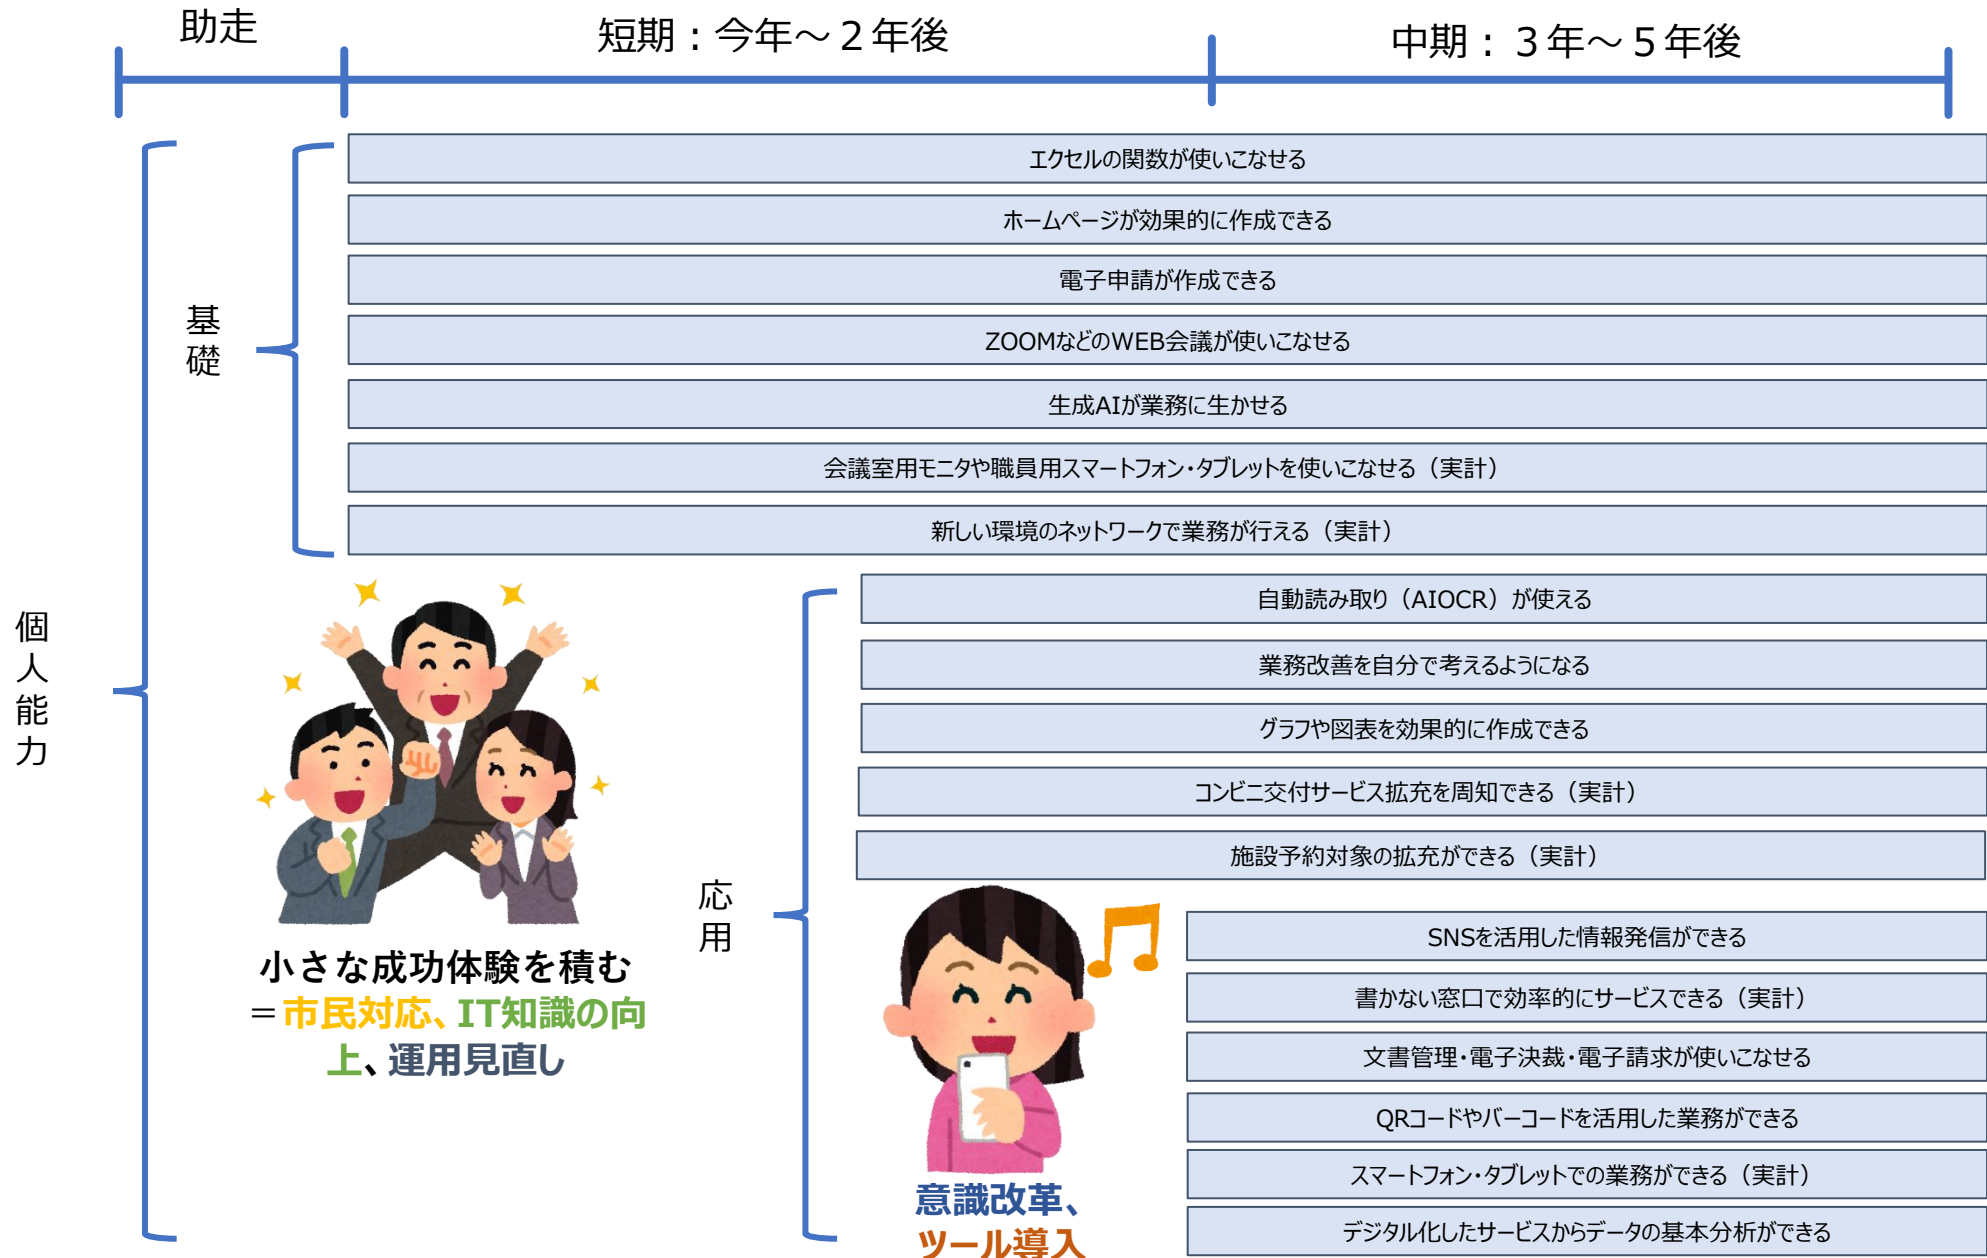 助走
短期：今年～２年後
中期：３年～５年後
個人能力
基礎
エクセルの関数が使いこなせる
ホームページが効果的に作成できる
電子申請が作成できる
ZOOMなどのWEB会議が使いこなせる
生成AIが業務に生かせる
会議室用モニタや職員用スマートフォン・タブレットを使いこなせる（実計）
新しい環境のネットワークで業務が行える（実計）
小さな成功体験を積む
＝市民対応、IT知識の向
上、運用見直し
応用
自動読み取り（AIOCR）が使える
業務改善を自分で考えるようになる
グラフや図表を効果的に作成できる
コンビニ交付サービス拡充を周知できる（実計）
施設予約対象の拡充ができる（実計）
SNSを活用した情報発信ができる
書かない窓口で効率的にサービスできる（実計）
文書管理・電子決裁・電子請求が使いこなせる
QRコードやバーコードを活用した業務ができる
スマートフォン・タブレットでの業務ができる（実計）
デジタル化したサービスからデータの基本分析ができる
意識改革、
ツール導入